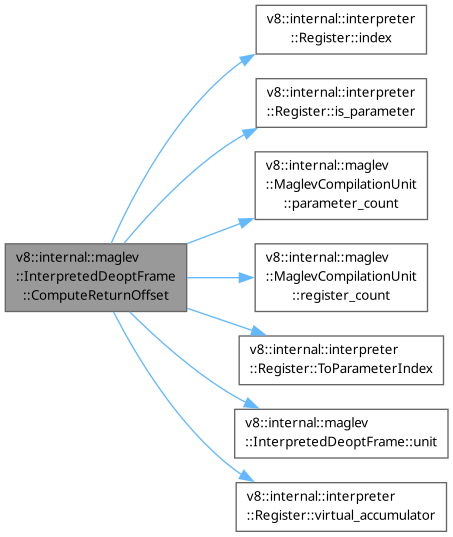 v8::internal::interpreter
::Register::index
v8::internal::interpreter
::Register::is_parameter
v8::internal::maglev
::MaglevCompilationUnit
::parameter_count
v8::internal::maglev
::InterpretedDeoptFrame
::ComputeReturnOffset
v8::internal::maglev
::MaglevCompilationUnit
::register_count
v8::internal::interpreter
::Register::ToParameterIndex
v8::internal::maglev
::InterpretedDeoptFrame::unit
v8::internal::interpreter
::Register::virtual_accumulator